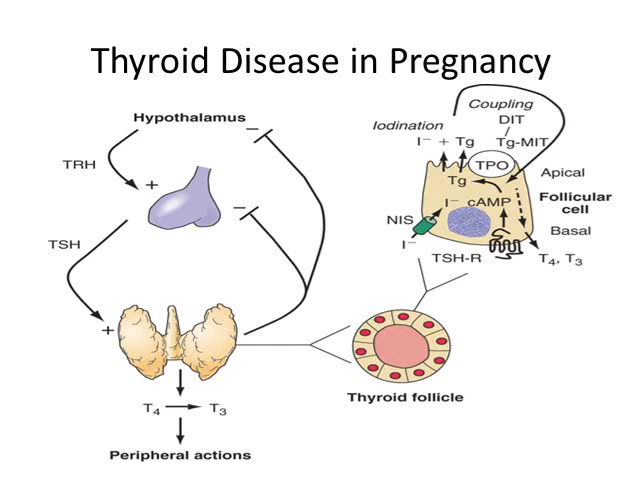 Thyroid Disease in Pregnancy
Hypothalamus
−
TRH
+
−
TSH
+
T4 → T3
Peripheral actions
Coupling
DIT
Iodination
I− + Tg
Tg-MIT
TPO
Apical
Tg
Follicular
cell
I− cAMP
NIS
Basal
I−
TSH-R
T4, T3
Thyroid follicle